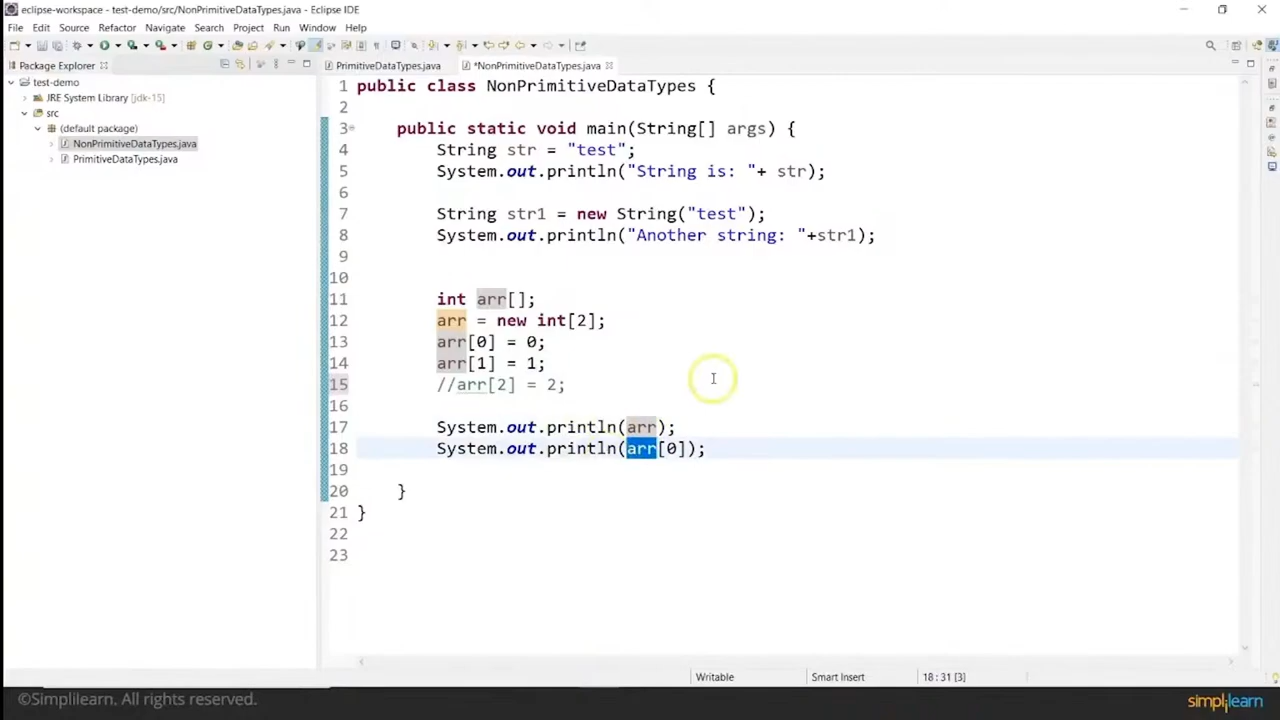 eclipse-workspace - test-demo/src/NonPrimitiveDataTypes.java - Eclipse IDE
File Edit Source Refactor Navigate Search Project Run Window Help
Package Explorer
PrimitiveDataTypes.java *NonPrimitiveDataTypes.java
test-demo
JRE System Library [jdk-15]
src
(default package)
NonPrimitiveDataTypes.java
PrimitiveDataTypes.java
1 public class NonPrimitiveDataTypes {
2
3 public static void main(String[] args) {
4 String str = "test";
5 System.out.println("String is: "+ str);
6
7 String str1 = new String("test");
8 System.out.println("Another string: "+str1);
9
10
11 int arr[];
12 arr = new int[2];
13 arr[0] = 0;
14 arr[1] = 1;
15 //arr[2] = 2;
16
17 System.out.println(arr);
18 System.out.println(arr[0]);
19
20 }
21 }
22
23
Writable Smart Insert 18 : 31 [3]
©Simplilearn. All rights reserved.
simplilearn